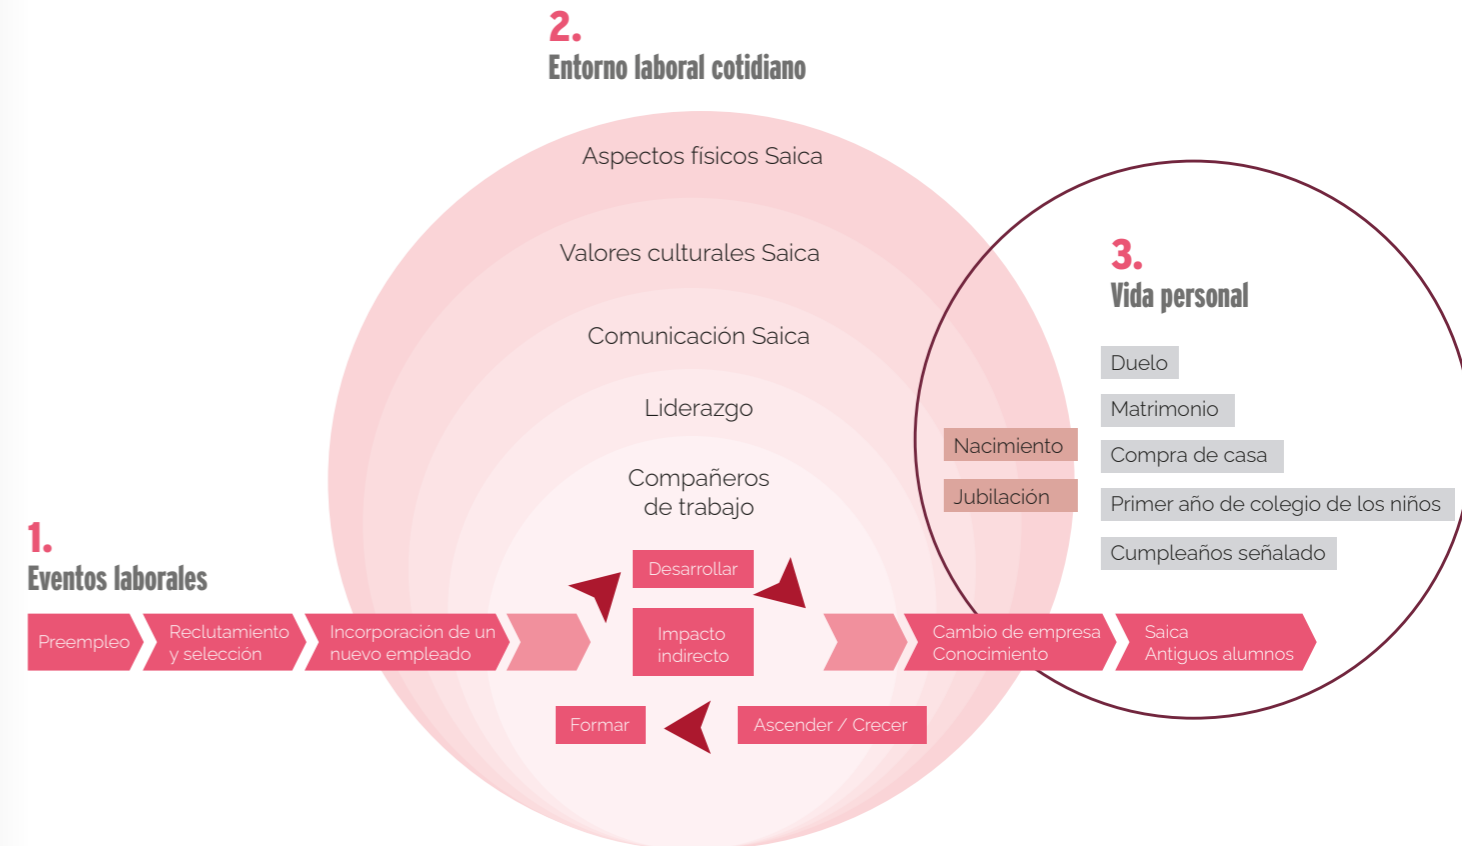 2.
Entorno laboral cotidiano
Aspectos físicos Saica
Valores culturales Saica
Comunicación Saica
Liderazgo
Compañeros
de trabajo
3.
Vida personal
Duelo
Matrimonio
Compra de casa
Primer año de colegio de los niños
Cumpleaños señalado
Nacimiento
Jubilación
1.
Eventos laborales
Preempleo
Reclutamiento
y selección
Incorporación de un
nuevo empleado
Desarrollar
Impacto
indirecto
Formar
Ascender / Crecer
Cambio de empresa
Conocimiento
Saica
Antiguos alumnos